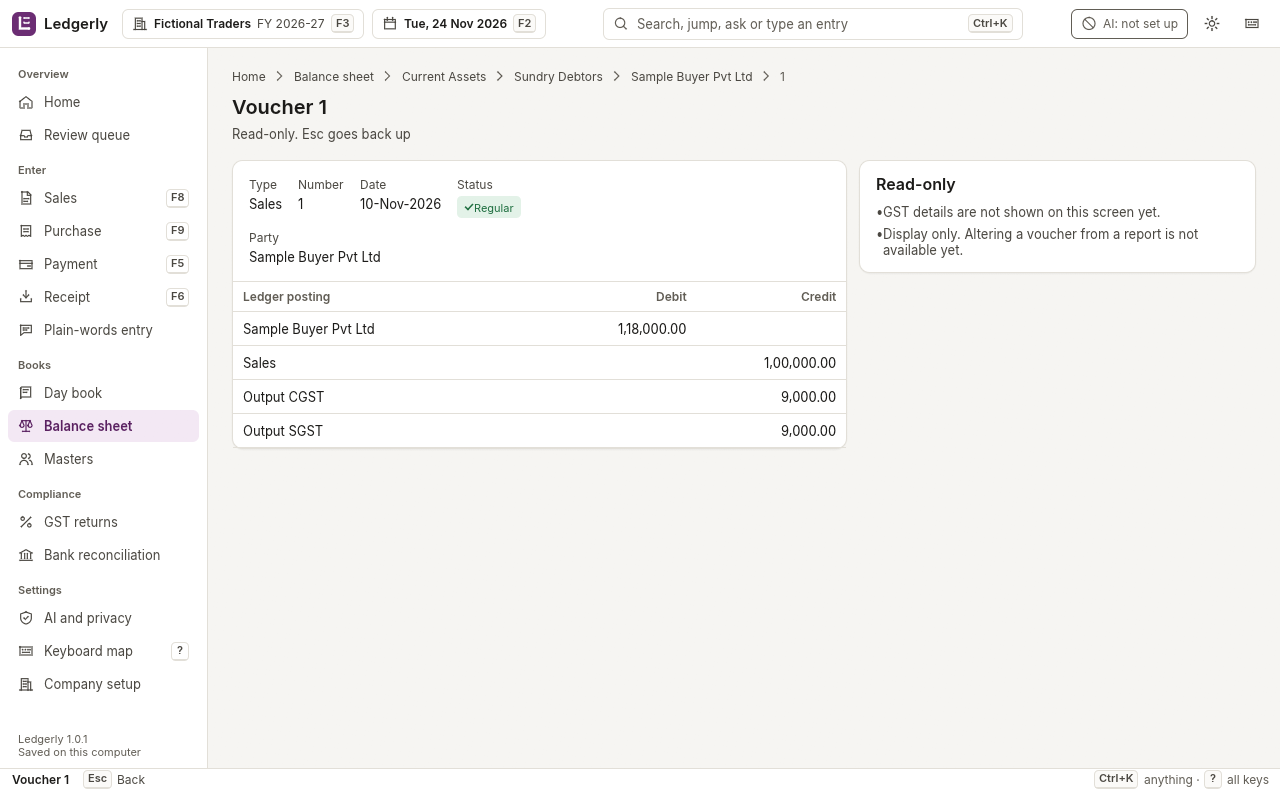 Ledgerly
Fictional Traders FY 2026-27 F3
Tue, 24 Nov 2026 F2
Search, jump, ask or type an entry Ctrl+K
AI: not set up
Overview
Home
Review queue
Enter
Sales F8
Purchase F9
Payment F5
Receipt F6
Plain-words entry
Books
Day book
Balance sheet
Masters
Compliance
GST returns
Bank reconciliation
Settings
AI and privacy
Keyboard map ?
Company setup
Ledgerly 1.0.1
Saved on this computer
Home Balance sheet Current Assets Sundry Debtors Sample Buyer Pvt Ltd 1
Voucher 1
Read-only. Esc goes back up
Type Number Date Status
Sales 1 10-Nov-2026 Regular
Party
Sample Buyer Pvt Ltd
Ledger posting Debit Credit
Sample Buyer Pvt Ltd 1,18,000.00
Sales 1,00,000.00
Output CGST 9,000.00
Output SGST 9,000.00
Read-only
•GST details are not shown on this screen yet.
•Display only. Altering a voucher from a report is not
available yet.
Voucher 1 Esc Back
Ctrl+K anything · ? all keys